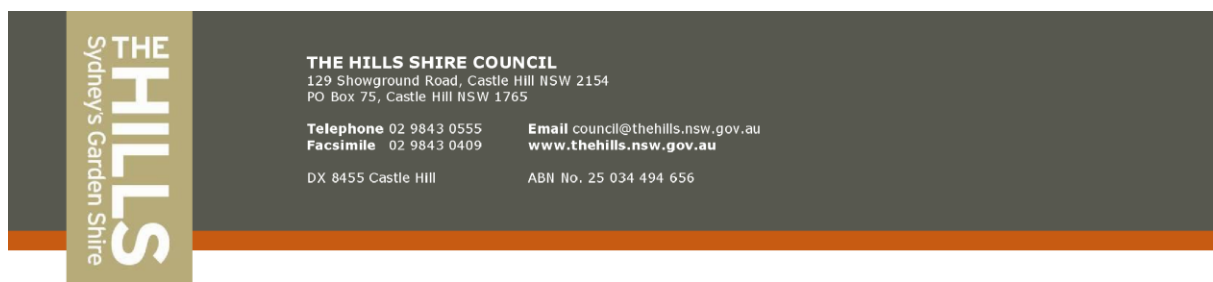 THE
HILLS
Sydney's Garden Shire
THE HILLS SHIRE COUNCIL
129 Showground Road, Castle Hill NSW 2154
PO Box 75, Castle Hill NSW 1765
Telephone 02 9843 0555 Email council@thehills.nsw.gov.au
Facsimile 02 9843 0409 www.thehills.nsw.gov.au
DX 8455 Castle Hill ABN No. 25 034 494 656